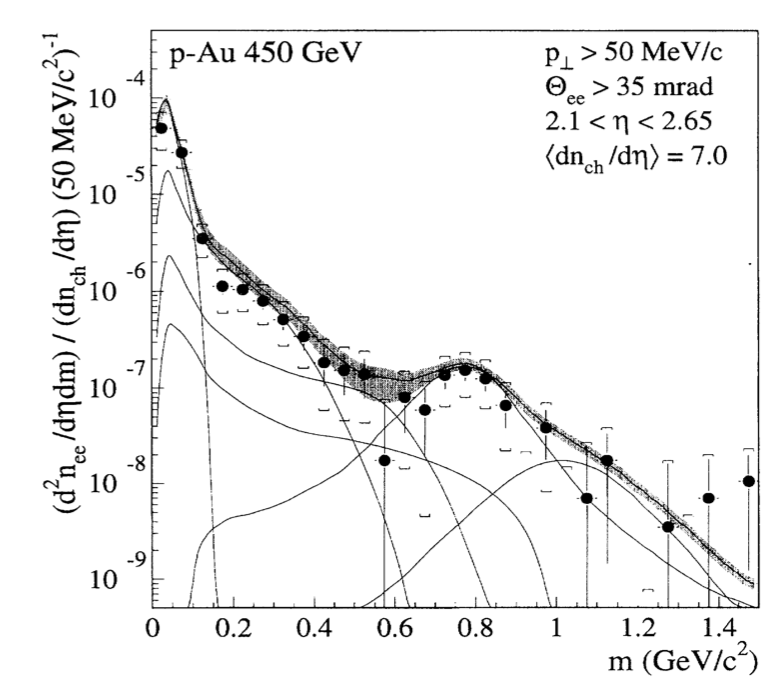 p-Au 450 GeV
p⊥ > 50 MeV/c
Θee > 35 mrad
2.1 < η < 2.65
⟨dnch/dη⟩ = 7.0
(d²nee/dηdm) / (dnch/dη) (50 MeV/c²)⁻¹
10⁻⁴
10⁻⁵
10⁻⁶
10⁻⁷
10⁻⁸
10⁻⁹
0 0.2 0.4 0.6 0.8 1 1.2 1.4
m (GeV/c²)